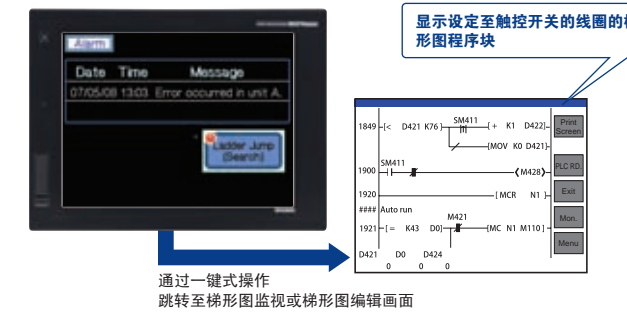 显示设定至触控开关的线圈的梯
形图程序块
Alarm
Date Time Message
07/05/08 13:03 Error occurred in unit A.
Ladder Jump
(Search)
1849 [< D421 K76 ] SM411 [ + K1 D422]
[MOV K0 D421]
1900 SM411 ( M428 )
1920 [ MCR N1 ]
#### Auto run
1921 [ = K43 D0] M421 [MC N1 M110 ]
D421 D0 D424
0 0 0
Print
Screen
PLC RD.
Exit
Mon.
Menu
通过一键式操作
跳转至梯形图监视或梯形图编辑画面